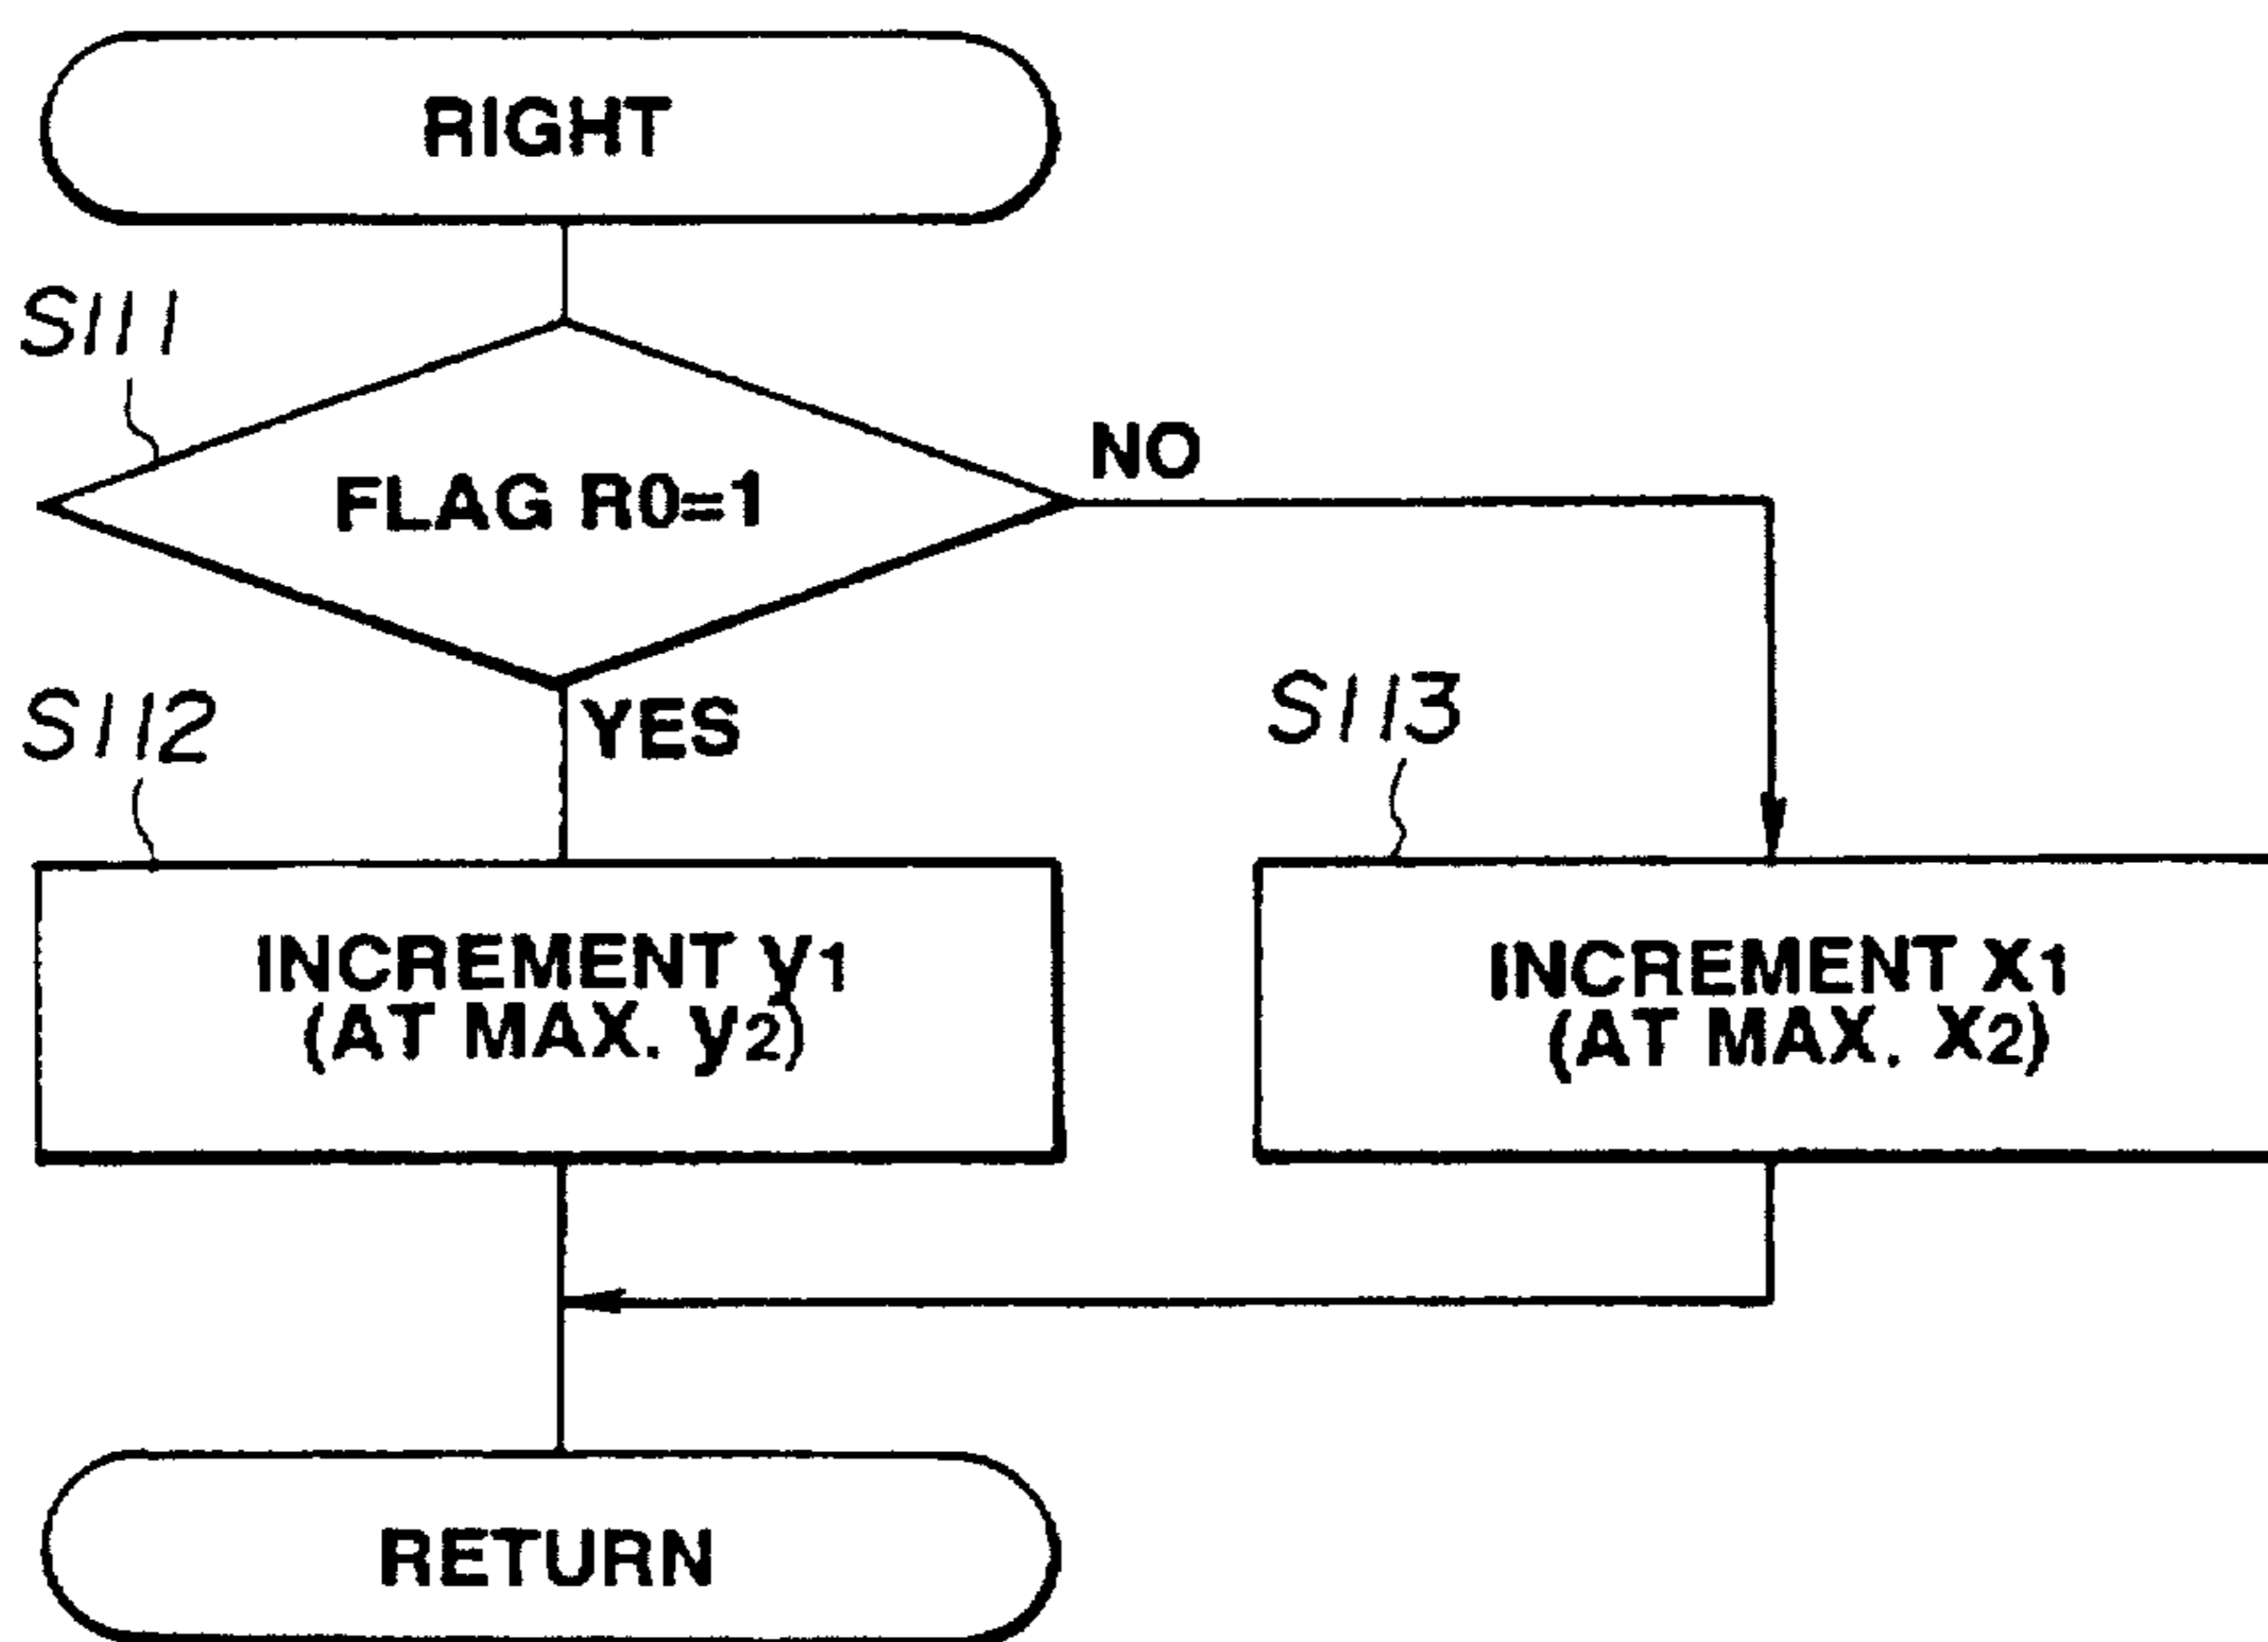 RIGHT
S111
FLAG R0=1
NO
YES
S112
S113
INCREMENT y1
(AT MAX. y2)
INCREMENT x1
(AT MAX. x2)
RETURN